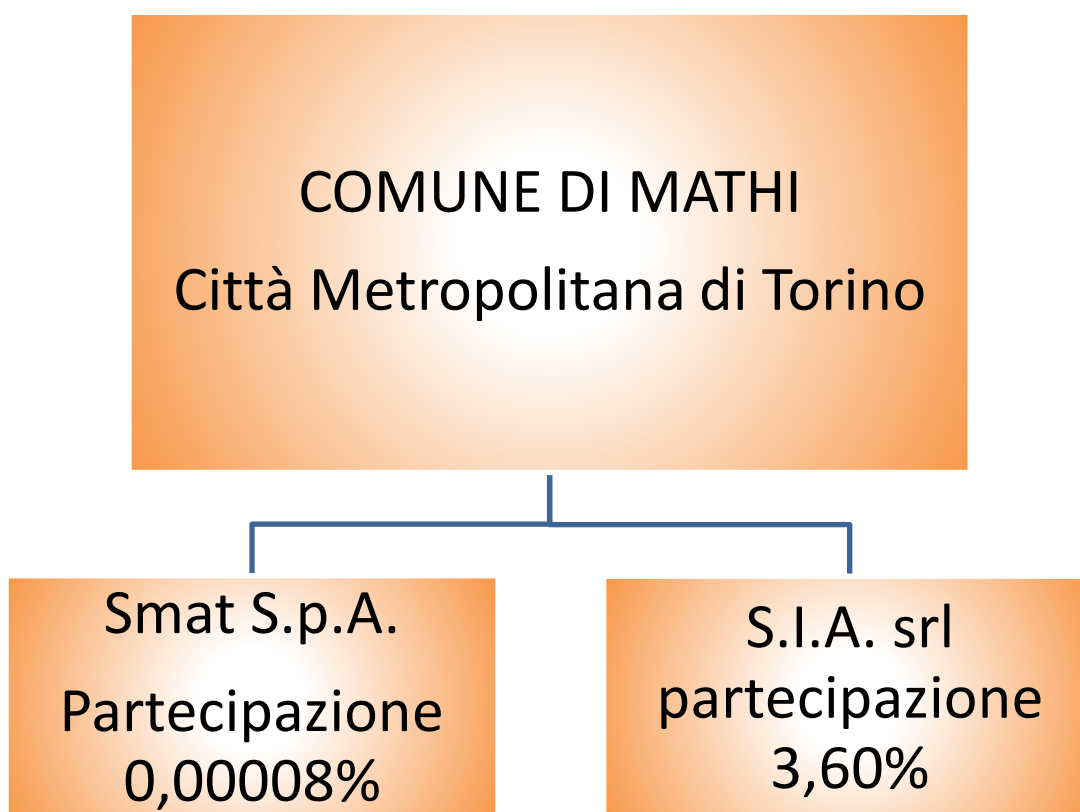 COMUNE DI MATHI
Città Metropolitana di Torino
Smat S.p.A.
Partecipazione
0,00008%
S.I.A. srl
partecipazione
3,60%